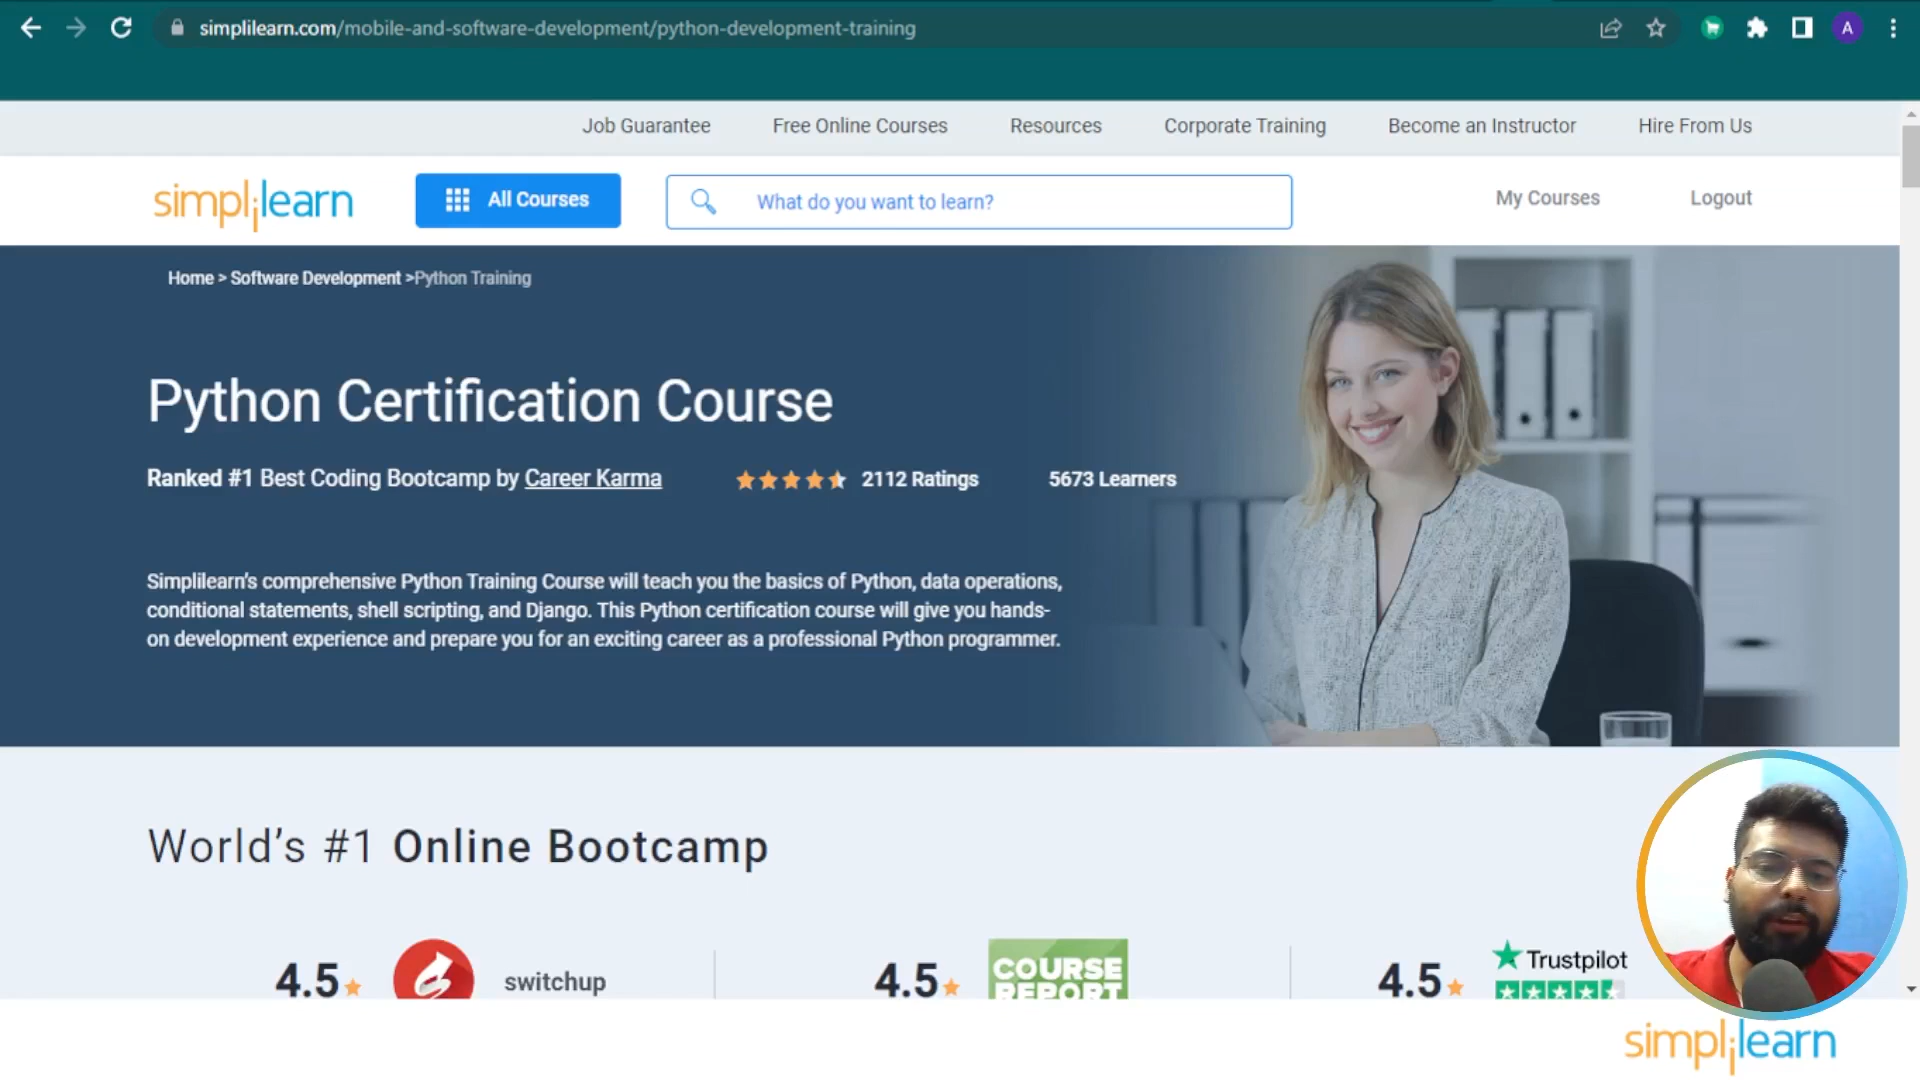 simplilearn.com/mobile-and-software-development/python-development-training
A
Job Guarantee
Free Online Courses
Resources
Corporate Training
Become an Instructor
Hire From Us
simplilearn
All Courses
What do you want to learn?
My Courses
Logout
Home > Software Development >Python Training
Python Certification Course
Ranked #1 Best Coding Bootcamp by Career Karma
2112 Ratings
5673 Learners
Simplilearn's comprehensive Python Training Course will teach you the basics of Python, data operations,
conditional statements, shell scripting, and Django. This Python certification course will give you hands-
on development experience and prepare you for an exciting career as a professional Python programmer.
World's #1 Online Bootcamp
4.5
switchup
4.5
COURSE
REPORT
4.5
Trustpilot
simplilearn